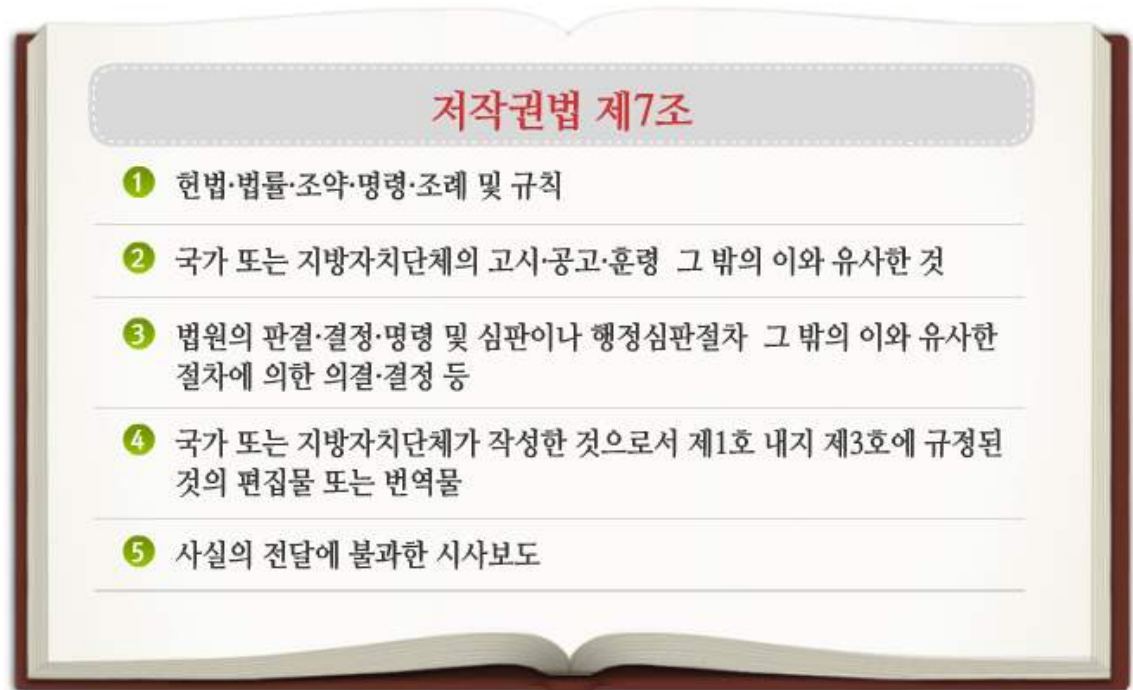 저작권법 제7조
1 헌법·법률·조약·명령·조례 및 규칙
2 국가 또는 지방자치단체의 고시·공고·훈령 그 밖의 이와 유사한 것
3 법원의 판결·결정·명령 및 심판이나 행정심판절차 그 밖의 이와 유사한
절차에 의한 의결·결정 등
4 국가 또는 지방자치단체가 작성한 것으로서 제1호 내지 제3호에 규정된
것의 편집물 또는 번역물
5 사실의 전달에 불과한 시사보도